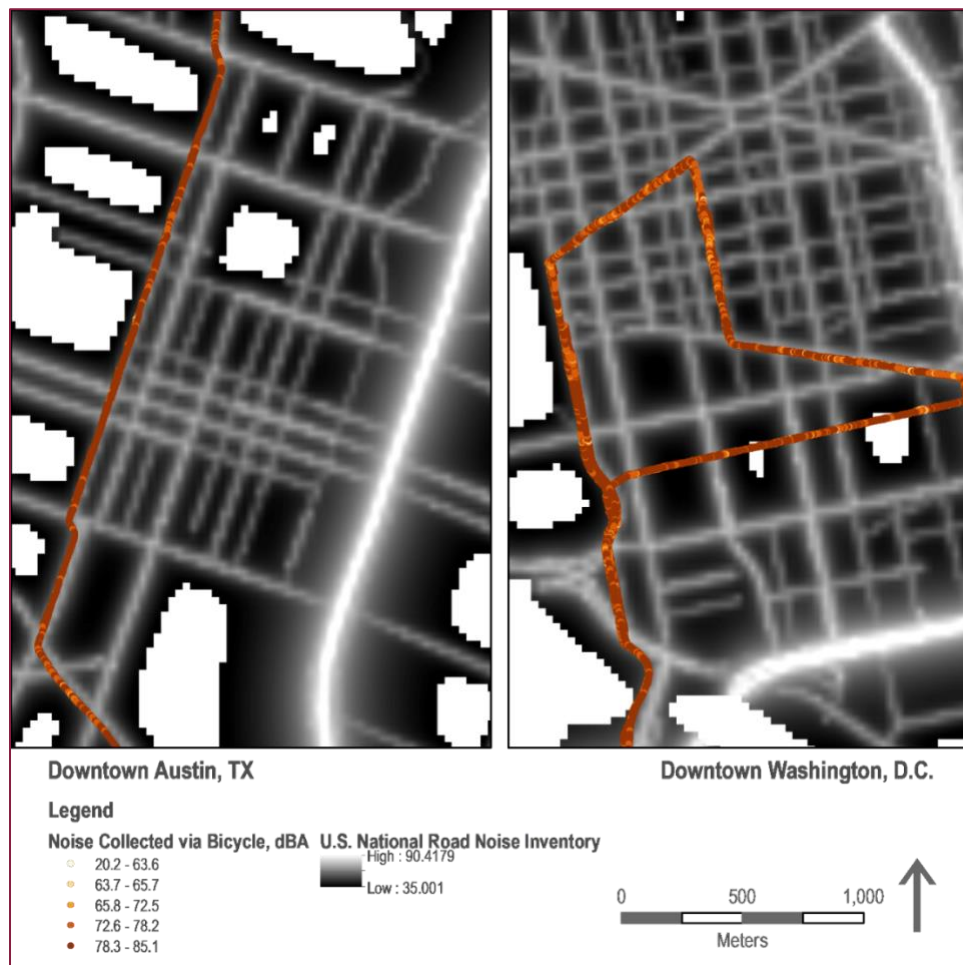 Downtown Austin, TX
Downtown Washington, D.C.
Legend
Noise Collected via Bicycle, dBA
20.2 - 63.6
63.7 - 65.7
65.8 - 72.5
72.6 - 78.2
78.3 - 85.1
U.S. National Road Noise Inventory
High : 90.4179
Low : 35.001
0 500 1,000
Meters